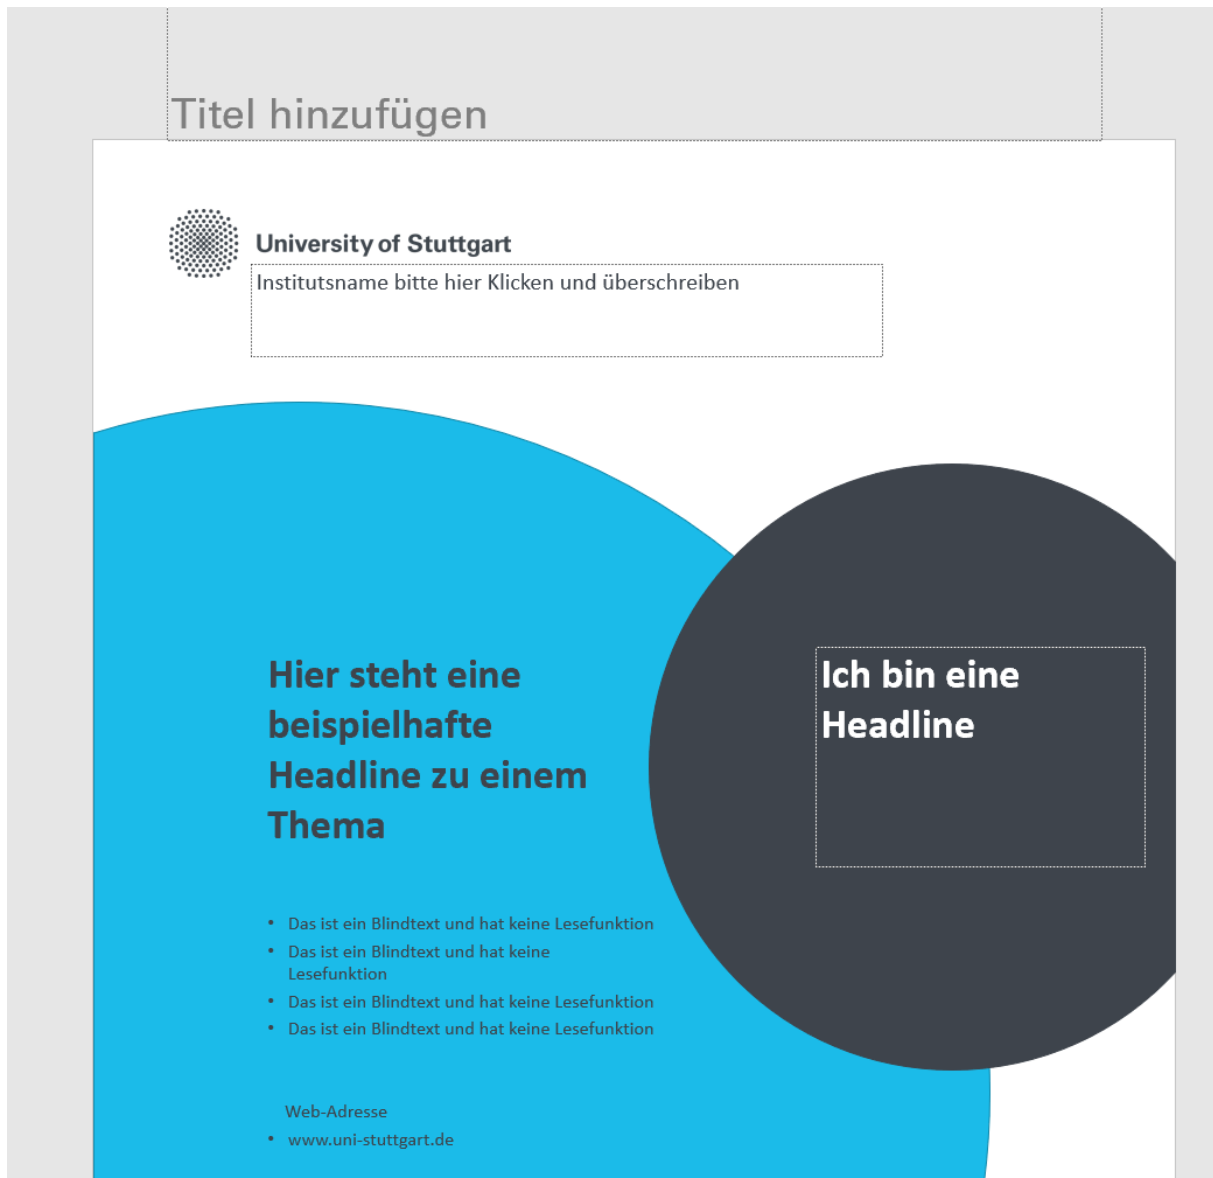 Titel hinzufügen
University of Stuttgart
Institutsname bitte hier Klicken und überschreiben
Hier steht eine
beispielhafte
Headline zu einem
Thema
Ich bin eine
Headline
• Das ist ein Blindtext und hat keine Lesefunktion
• Das ist ein Blindtext und hat keine
Lesefunktion
• Das ist ein Blindtext und hat keine Lesefunktion
• Das ist ein Blindtext und hat keine Lesefunktion
Web-Adresse
• www.uni-stuttgart.de